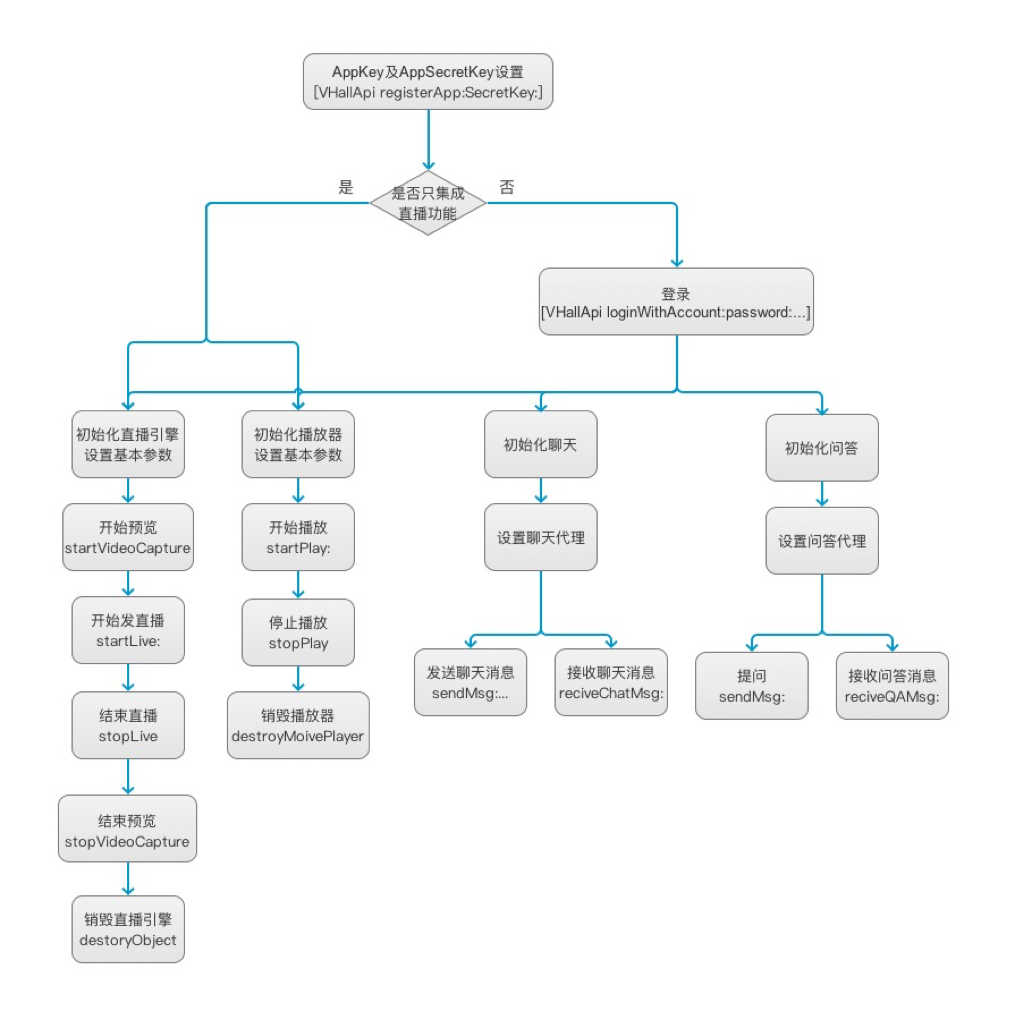 AppKey及AppSecretKey设置
[VHallApi registerApp:SecretKey:]
是
是否只集成
直播功能
否
登录
[VHallApi loginWithAccount:password:...]
初始化直播引擎
设置基本参数
开始预览
startVideoCapture
开始发直播
startLive:
结束直播
stopLive
结束预览
stopVideoCapture
销毁直播引擎
destoryObject
初始化播放器
设置基本参数
开始播放
startPlay:
停止播放
stopPlay
销毁播放器
destroyMoivePlayer
初始化聊天
设置聊天代理
发送聊天消息
sendMsg:...
接收聊天消息
reciveChatMsg:
初始化问答
设置问答代理
提问
sendMsg:
接收问答消息
reciveQAMsg: